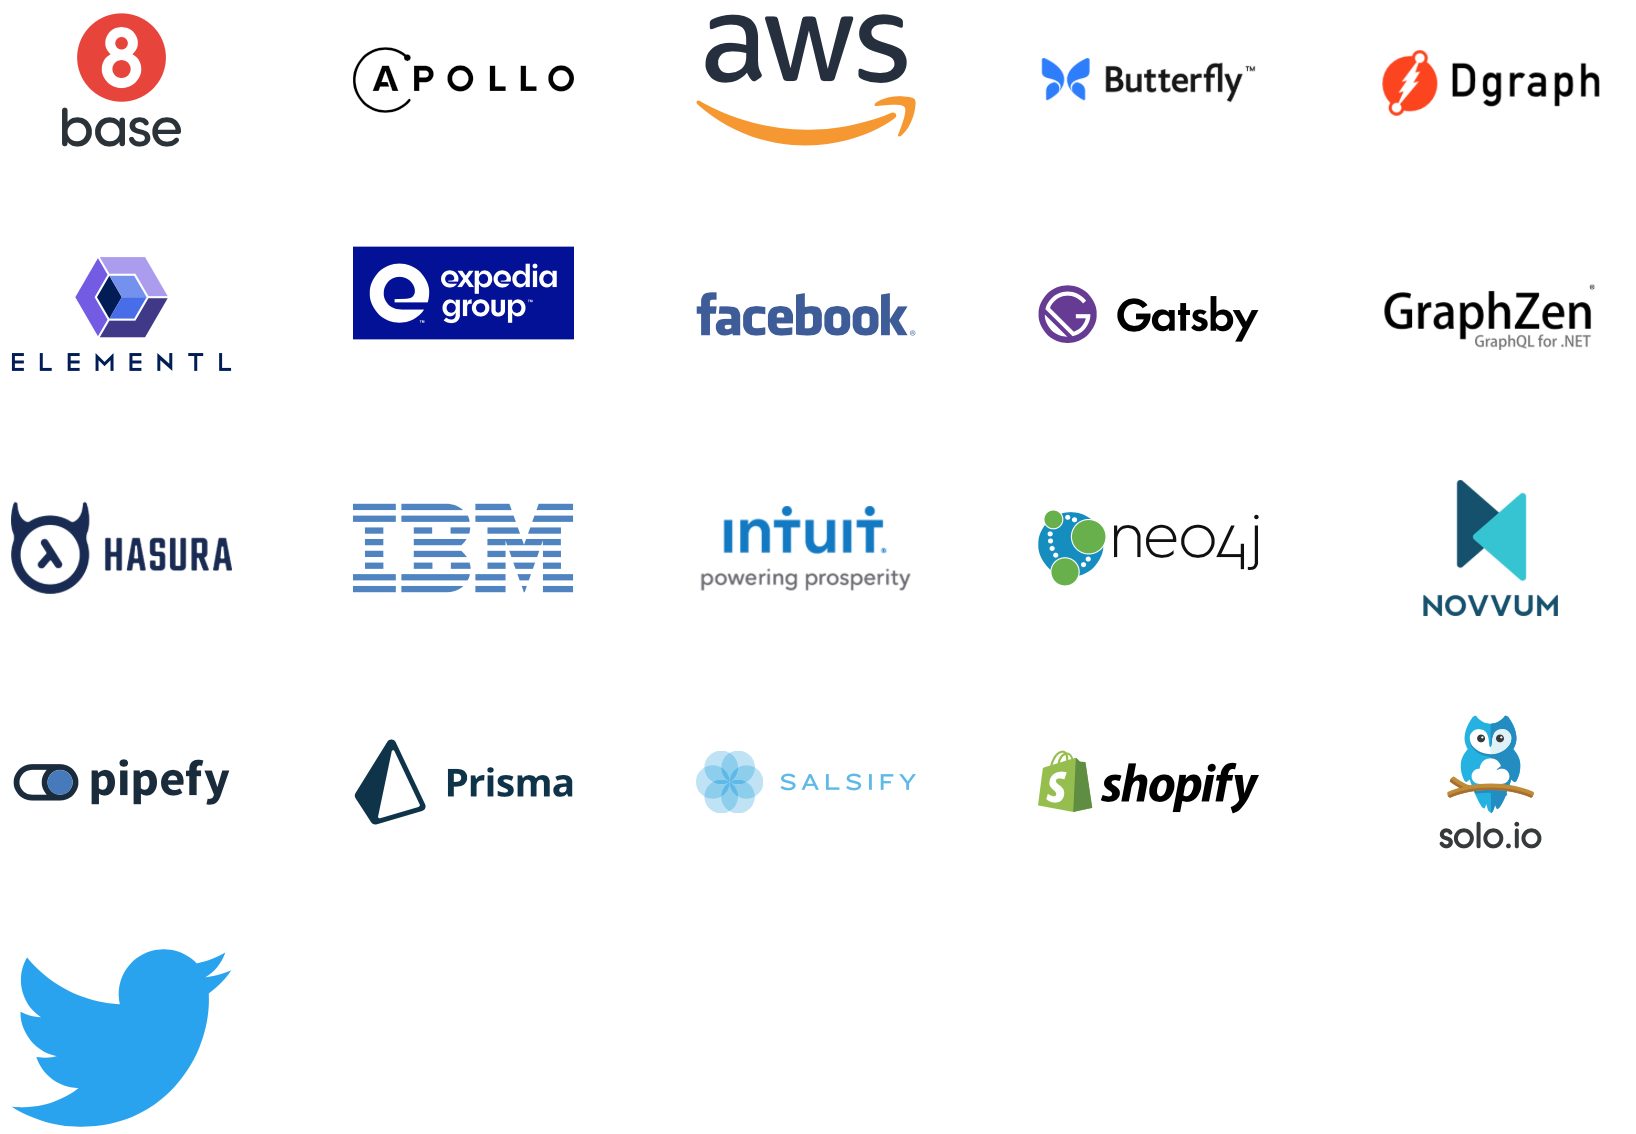 8
base
APOLLO
aws
Butterfly™
Dgraph
ELEMENTL
e™
expedia
group™
facebook®
G Gatsby
GraphZen®
GraphQL for .NET
λ HASURA
IBM
intuit®
powering prosperity
neo4j
NOVVUM
pipefy
Prisma
SALSIFY
S shopify
solo.io